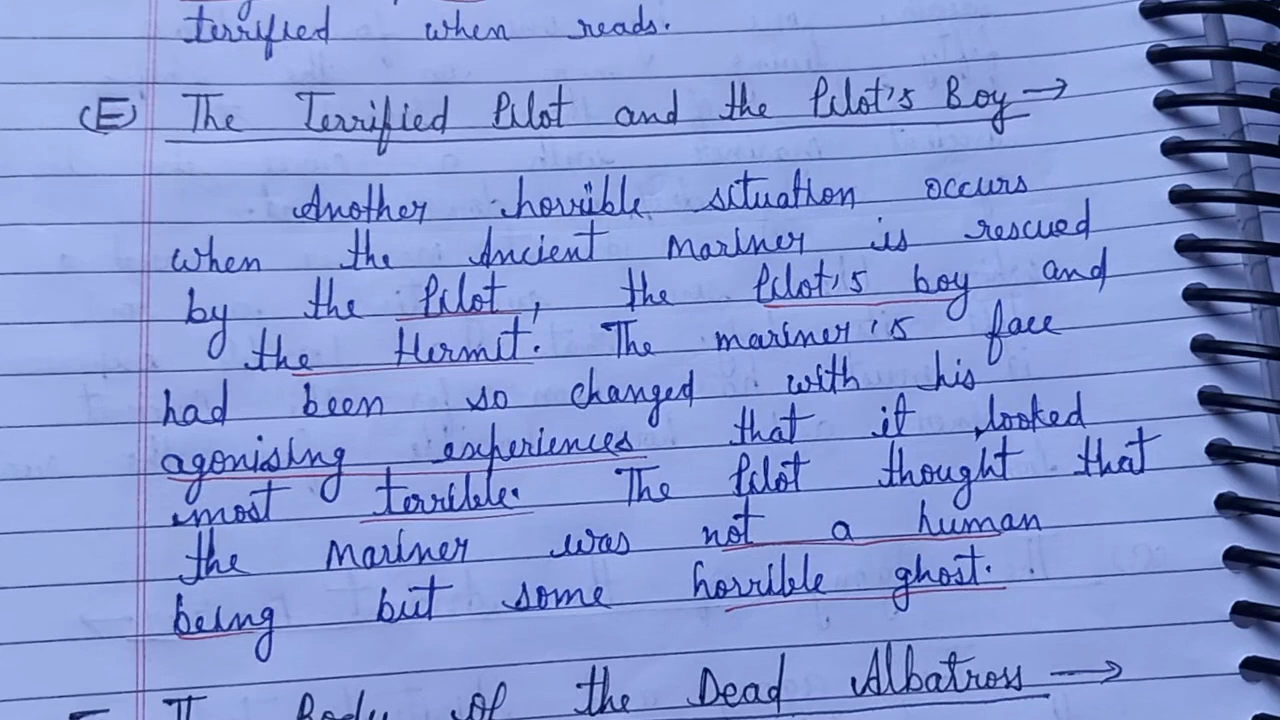 terrified when reads.
(E) The Terrified Pilot and the Pilot's Boy →
Another horrible situation occurs
when the Ancient Mariner is rescued
by the Pilot, the Pilot's boy and
the Hermit. The mariner's face
had been so changed with his
agonising experiences that it looked
most terrible. The Pilot thought that
the Mariner was not a human
being but some horrible ghost.
Body of the Dead Albatross →